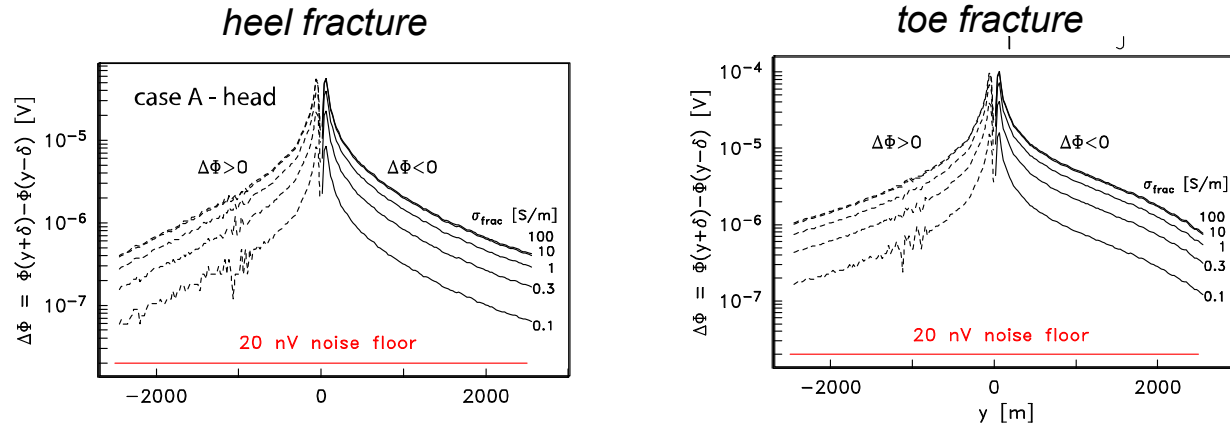 heel fracture
ΔΦ = Φ(y+δ)−Φ(y−δ) [V]
10⁻⁵
10⁻⁶
10⁻⁷
case A - head
ΔΦ>0
ΔΦ<0
σfrac [S/m]
100
10
1
0.3
0.1
20 nV noise floor
−2000
0
2000
toe fracture
I J
ΔΦ = Φ(y+δ)−Φ(y−δ) [V]
10⁻⁴
10⁻⁵
10⁻⁶
10⁻⁷
ΔΦ>0
ΔΦ<0
σfrac [S/m]
100
10
1
0.3
0.1
20 nV noise floor
−2000
0
2000
y [m]